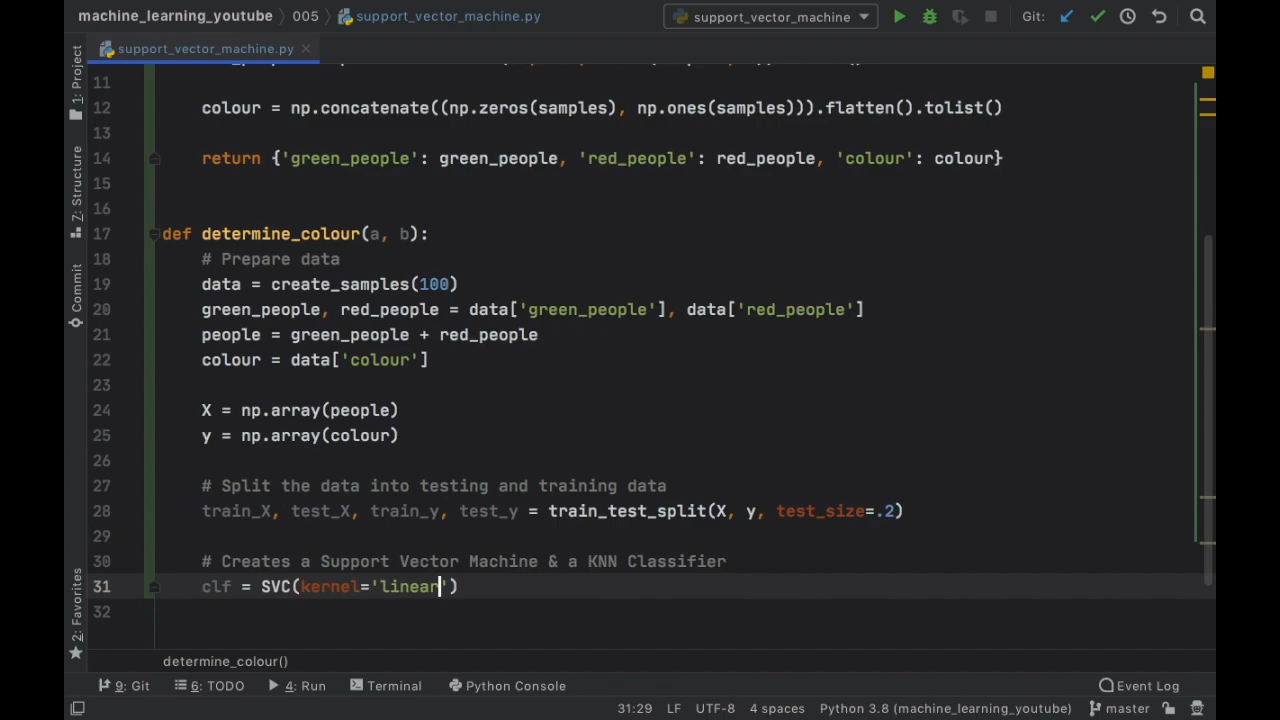 machine_learning_youtube 005 support_vector_machine.py support_vector_machine Git:
support_vector_machine.py
1: Project
7: Structure
Commit
2: Favorites
11
12 colour = np.concatenate((np.zeros(samples), np.ones(samples))).flatten().tolist()
13
14 return {'green_people': green_people, 'red_people': red_people, 'colour': colour}
15
16
17 def determine_colour(a, b):
18 # Prepare data
19 data = create_samples(100)
20 green_people, red_people = data['green_people'], data['red_people']
21 people = green_people + red_people
22 colour = data['colour']
23
24 X = np.array(people)
25 y = np.array(colour)
26
27 # Split the data into testing and training data
28 train_X, test_X, train_y, test_y = train_test_split(X, y, test_size=.2)
29
30 # Creates a Support Vector Machine & a KNN Classifier
31 clf = SVC(kernel='linear')
32
determine_colour()
9: Git 6: TODO 4: Run Terminal Python Console Event Log
31:29 LF UTF-8 4 spaces Python 3.8 (machine_learning_youtube) master